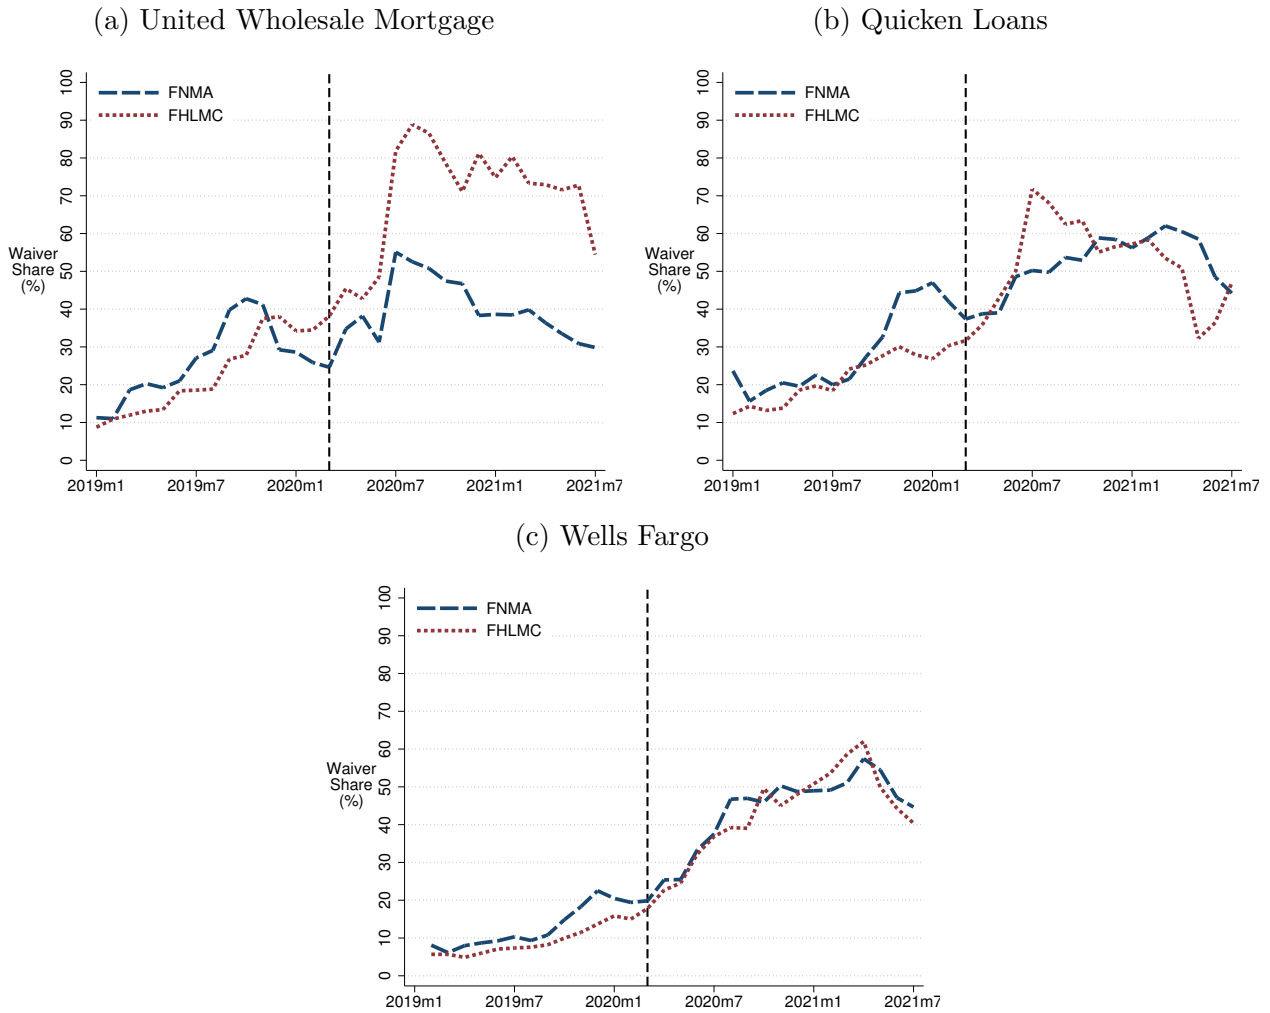 (a) United Wholesale Mortgage
100
90
80
70
60
50
40
30
20
10
0
Waiver
Share
(%)
FNMA
FHLMC
2019m1 2019m7 2020m1 2020m7 2021m1 2021m7
(b) Quicken Loans
100
90
80
70
60
50
40
30
20
10
0
Waiver
Share
(%)
FNMA
FHLMC
2019m1 2019m7 2020m1 2020m7 2021m1 2021m7
(c) Wells Fargo
100
90
80
70
60
50
40
30
20
10
0
Waiver
Share
(%)
FNMA
FHLMC
2019m1 2019m7 2020m1 2020m7 2021m1 2021m7